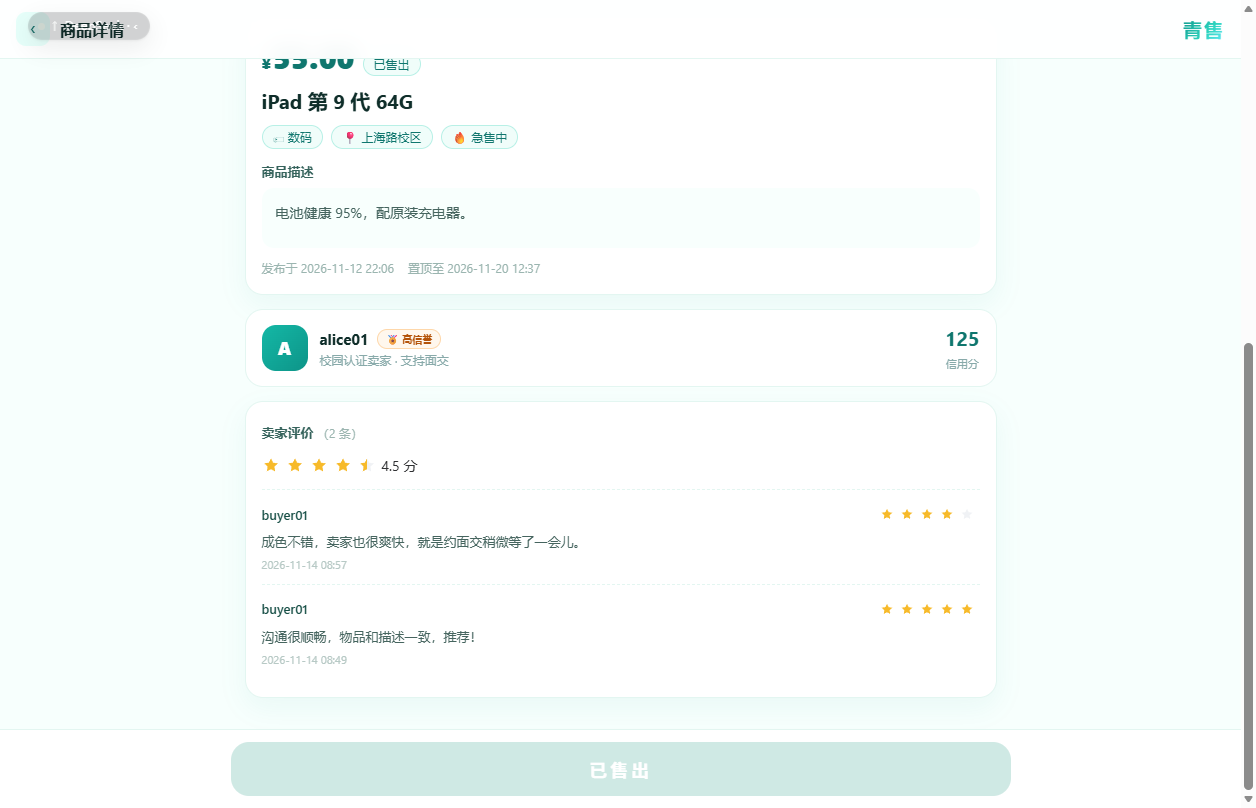 商品详情
青售
已售出
iPad 第 9 代 64G
数码
上海路校区
急售中
商品描述
电池健康 95%，配原装充电器。
发布于 2026-11-12 22:06 置顶至 2026-11-20 12:37
A
alice01 高信誉
125
校园认证卖家 · 支持面交
信用分
卖家评价 (2 条)
4.5 分
buyer01
成色不错，卖家也很爽快，就是约面交稍微等了一会儿。
2026-11-14 08:57
buyer01
沟通很顺畅，物品和描述一致，推荐！
2026-11-14 08:49
已售出